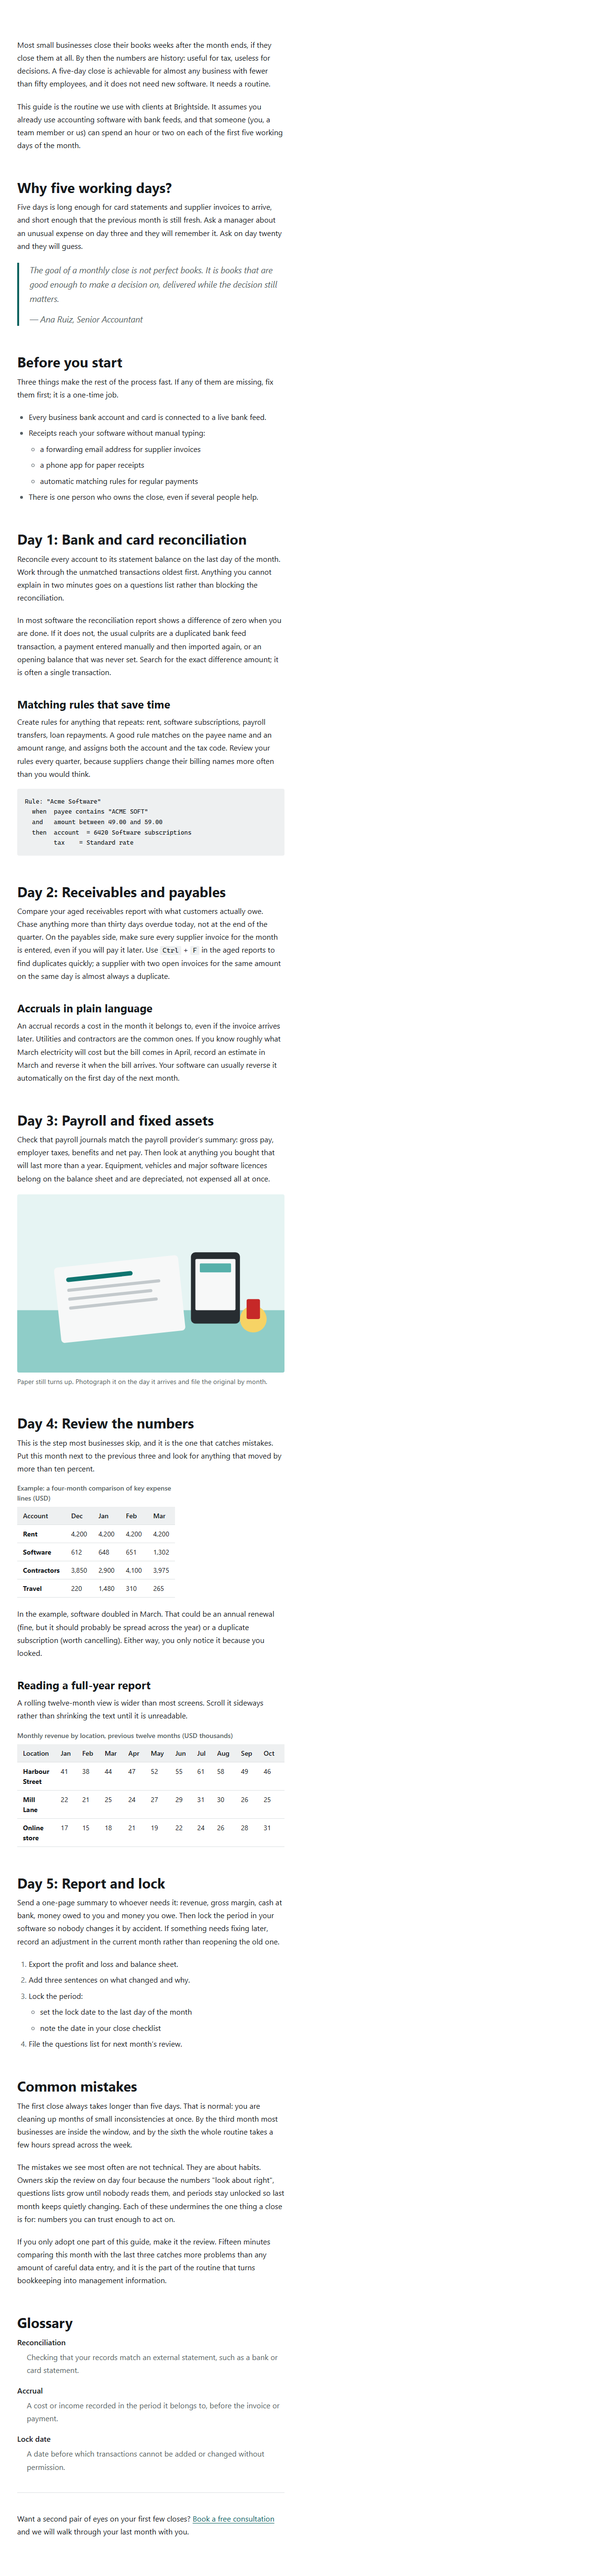 Most small businesses close their books weeks after the month ends, if they
close them at all. By then the numbers are history: useful for tax, useless for
decisions. A five-day close is achievable for almost any business with fewer
than fifty employees, and it does not need new software. It needs a routine.
This guide is the routine we use with clients at Brightside. It assumes you
already use accounting software with bank feeds, and that someone (you, a
team member or us) can spend an hour or two on each of the first five working
days of the month.
Why five working days?
Five days is long enough for card statements and supplier invoices to arrive,
and short enough that the previous month is still fresh. Ask a manager about
an unusual expense on day three and they will remember it. Ask on day twenty
and they will guess.
The goal of a monthly close is not perfect books. It is books that are
good enough to make a decision on, delivered while the decision still
matters.
— Ana Ruiz, Senior Accountant
Before you start
Three things make the rest of the process fast. If any of them are missing, fix
them first; it is a one-time job.
• Every business bank account and card is connected to a live bank feed.
• Receipts reach your software without manual typing:
◦ a forwarding email address for supplier invoices
◦ a phone app for paper receipts
◦ automatic matching rules for regular payments
• There is one person who owns the close, even if several people help.
Day 1: Bank and card reconciliation
Reconcile every account to its statement balance on the last day of the month.
Work through the unmatched transactions oldest first. Anything you cannot
explain in two minutes goes on a questions list rather than blocking the
reconciliation.
In most software the reconciliation report shows a difference of zero when you
are done. If it does not, the usual culprits are a duplicated bank feed
transaction, a payment entered manually and then imported again, or an
opening balance that was never set. Search for the exact difference amount; it
is often a single transaction.
Matching rules that save time
Create rules for anything that repeats: rent, software subscriptions, payroll
transfers, loan repayments. A good rule matches on the payee name and an
amount range, and assigns both the account and the tax code. Review your
rules every quarter, because suppliers change their billing names more often
than you would think.
Rule: "Acme Software"
when payee contains "ACME SOFT"
and amount between 49.00 and 59.00
then account = 6420 Software subscriptions
tax = Standard rate
Day 2: Receivables and payables
Compare your aged receivables report with what customers actually owe.
Chase anything more than thirty days overdue today, not at the end of the
quarter. On the payables side, make sure every supplier invoice for the month
is entered, even if you will pay it later. Use Ctrl + F in the aged reports to
find duplicates quickly; a supplier with two open invoices for the same amount
on the same day is almost always a duplicate.
Accruals in plain language
An accrual records a cost in the month it belongs to, even if the invoice arrives
later. Utilities and contractors are the common ones. If you know roughly what
March electricity will cost but the bill comes in April, record an estimate in
March and reverse it when the bill arrives. Your software can usually reverse it
automatically on the first day of the next month.
Day 3: Payroll and fixed assets
Check that payroll journals match the payroll provider's summary: gross pay,
employer taxes, benefits and net pay. Then look at anything you bought that
will last more than a year. Equipment, vehicles and major software licences
belong on the balance sheet and are depreciated, not expensed all at once.
Paper still turns up. Photograph it on the day it arrives and file the original by month.
Day 4: Review the numbers
This is the step most businesses skip, and it is the one that catches mistakes.
Put this month next to the previous three and look for anything that moved by
more than ten percent.
Example: a four-month comparison of key expense
lines (USD)
Account Dec Jan Feb Mar
Rent 4,200 4,200 4,200 4,200
Software 612 648 651 1,302
Contractors 3,850 2,900 4,100 3,975
Travel 220 1,480 310 265
In the example, software doubled in March. That could be an annual renewal
(fine, but it should probably be spread across the year) or a duplicate
subscription (worth cancelling). Either way, you only notice it because you
looked.
Reading a full-year report
A rolling twelve-month view is wider than most screens. Scroll it sideways
rather than shrinking the text until it is unreadable.
Monthly revenue by location, previous twelve months (USD thousands)
Location Jan Feb Mar Apr May Jun Jul Aug Sep Oct
Harbour Street 41 38 44 47 52 55 61 58 49 46
Mill Lane 22 21 25 24 27 29 31 30 26 25
Online store 17 15 18 21 19 22 24 26 28 31
Day 5: Report and lock
Send a one-page summary to whoever needs it: revenue, gross margin, cash at
bank, money owed to you and money you owe. Then lock the period in your
software so nobody changes it by accident. If something needs fixing later,
record an adjustment in the current month rather than reopening the old one.
1. Export the profit and loss and balance sheet.
2. Add three sentences on what changed and why.
3. Lock the period:
◦ set the lock date to the last day of the month
◦ note the date in your close checklist
4. File the questions list for next month's review.
Common mistakes
The first close always takes longer than five days. That is normal: you are
cleaning up months of small inconsistencies at once. By the third month most
businesses are inside the window, and by the sixth the whole routine takes a
few hours spread across the week.
The mistakes we see most often are not technical. They are about habits.
Owners skip the review on day four because the numbers "look about right",
questions lists grow until nobody reads them, and periods stay unlocked so last
month keeps quietly changing. Each of these undermines the one thing a close
is for: numbers you can trust enough to act on.
If you only adopt one part of this guide, make it the review. Fifteen minutes
comparing this month with the last three catches more problems than any
amount of careful data entry, and it is the part of the routine that turns
bookkeeping into management information.
Glossary
Reconciliation
Checking that your records match an external statement, such as a bank or
card statement.
Accrual
A cost or income recorded in the period it belongs to, before the invoice or
payment.
Lock date
A date before which transactions cannot be added or changed without
permission.
Want a second pair of eyes on your first few closes? Book a free consultation
and we will walk through your last month with you.